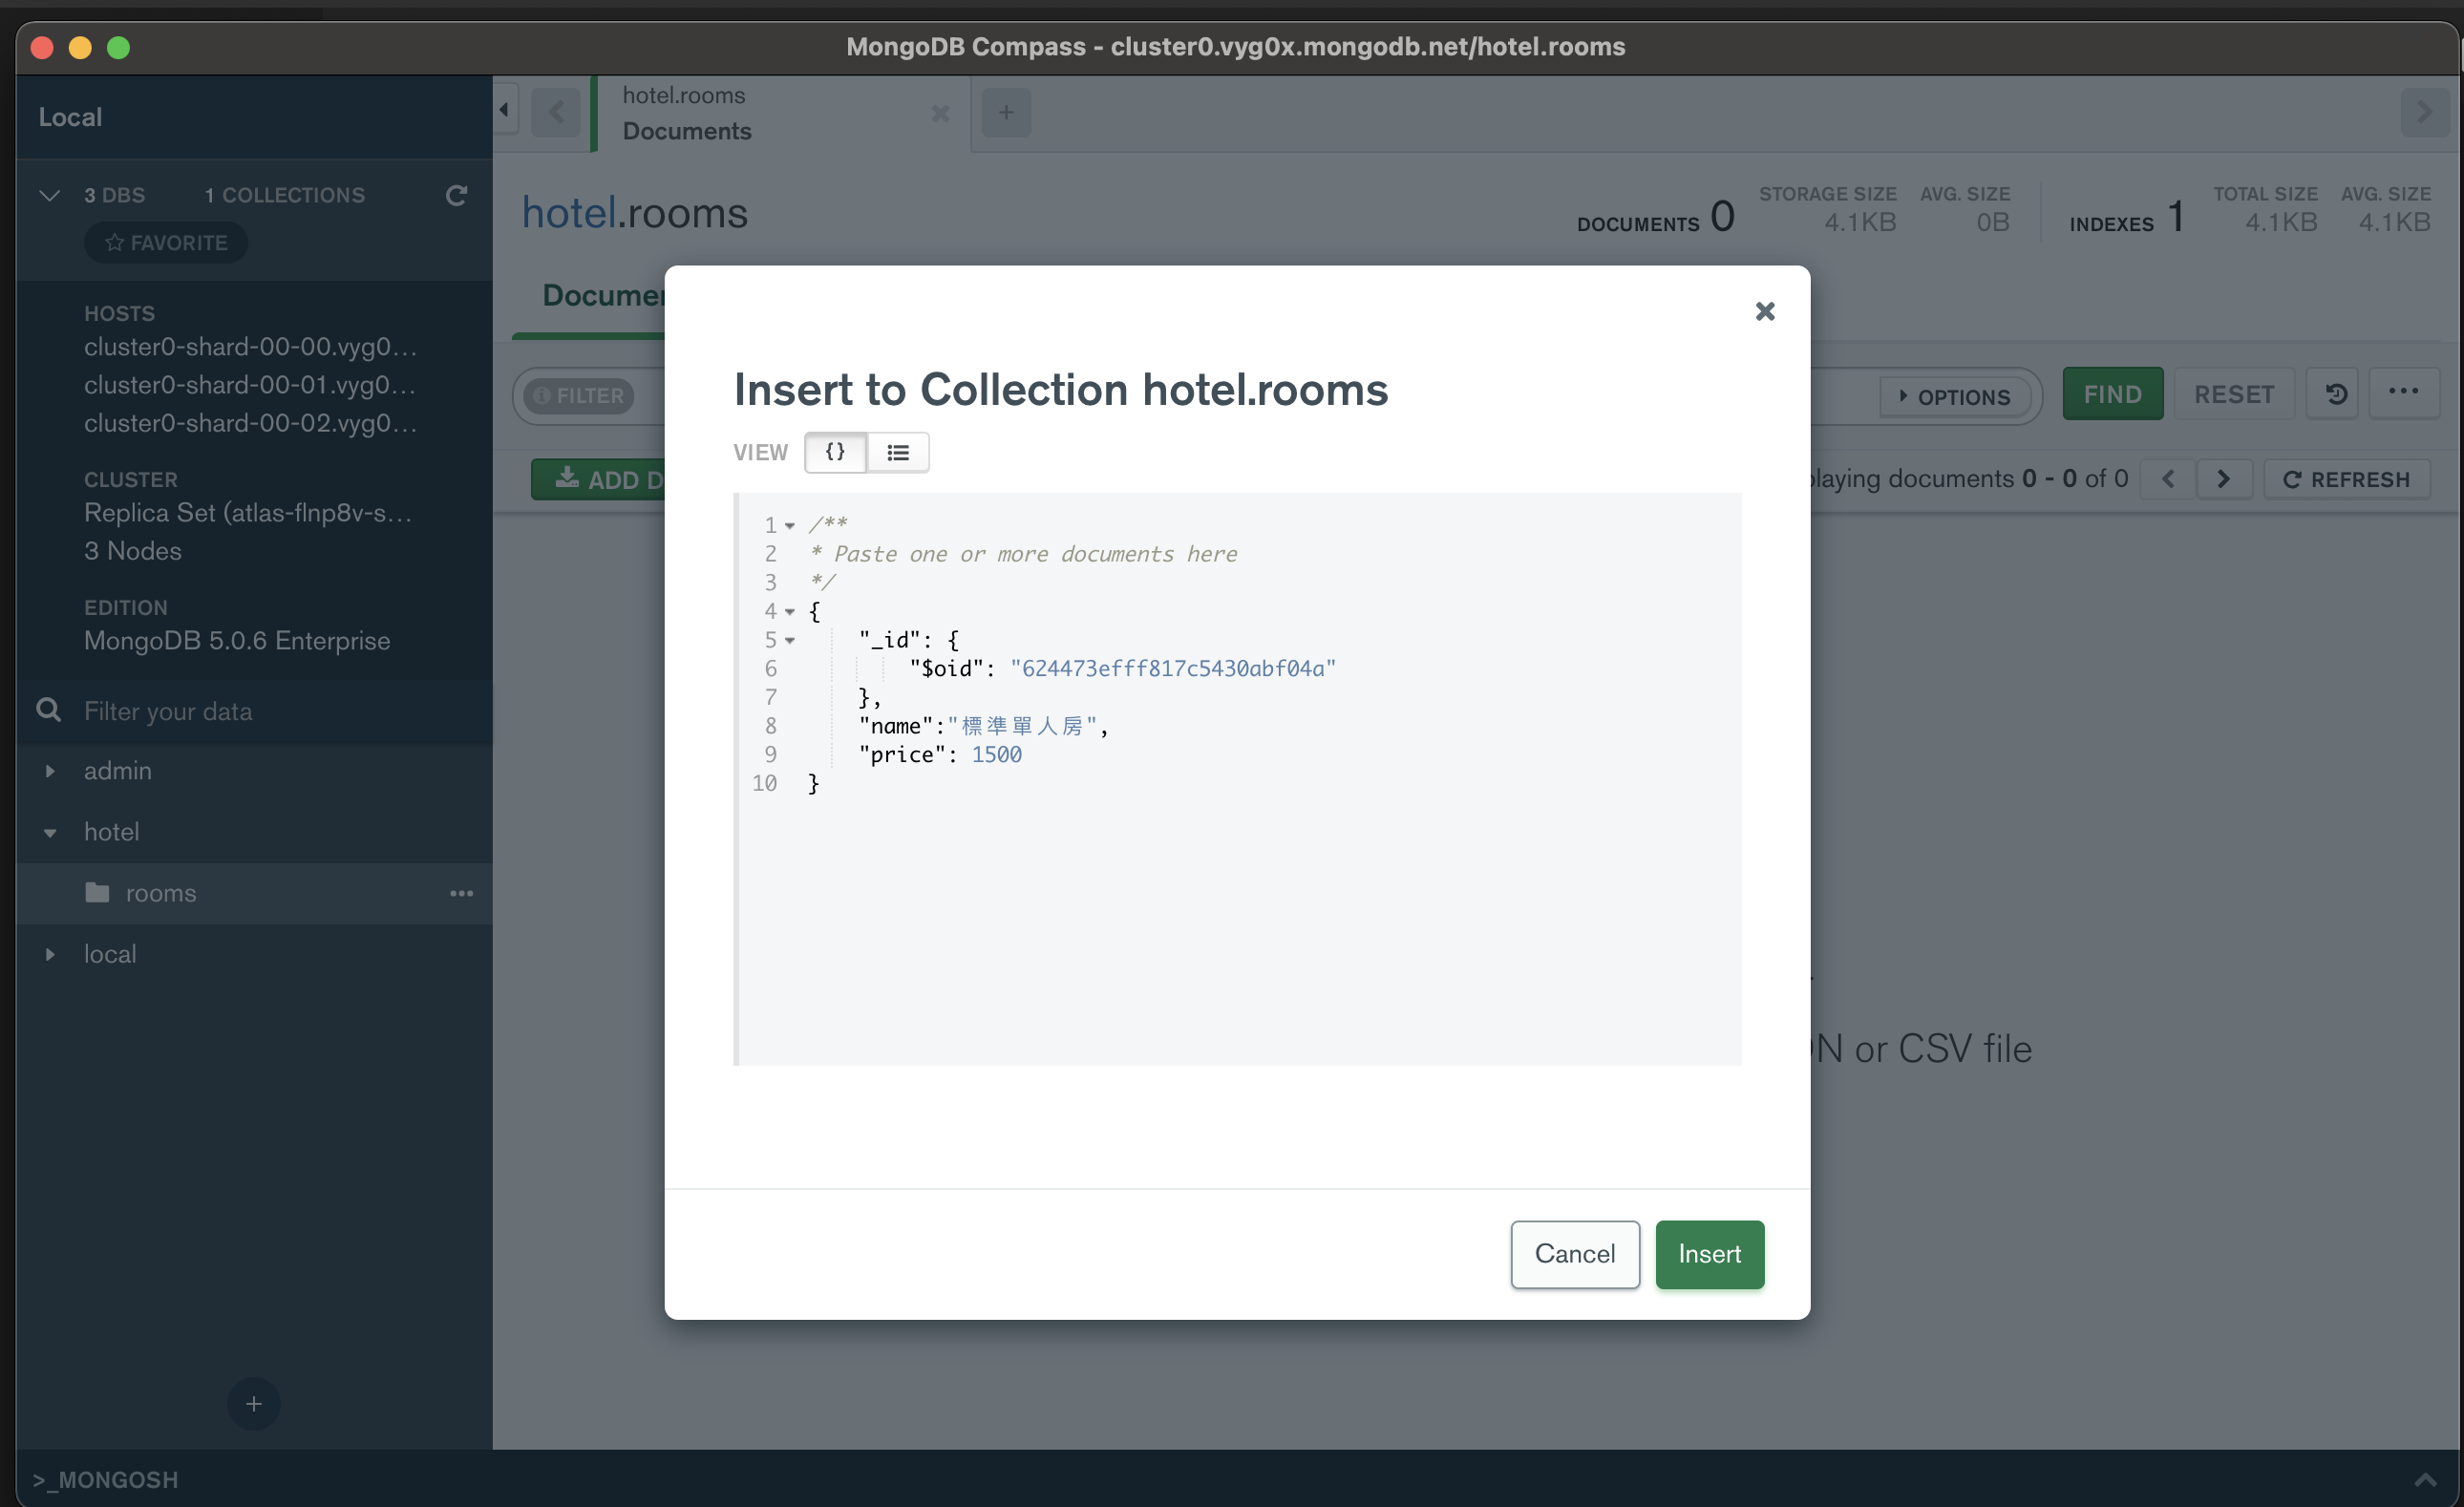 MongoDB Compass - cluster0.vyg0x.mongodb.net/hotel.rooms
Local
3 DBS 1 COLLECTIONS
FAVORITE
HOSTS
cluster0-shard-00-00.vyg0...
cluster0-shard-00-01.vyg0...
cluster0-shard-00-02.vyg0...
CLUSTER
Replica Set (atlas-flnp8v-s...
3 Nodes
EDITION
MongoDB 5.0.6 Enterprise
Filter your data
admin
hotel
rooms
local
>_MONGOSH
hotel.rooms
Documents
hotel.rooms
DOCUMENTS 0
STORAGE SIZE
4.1KB
AVG. SIZE
0B
INDEXES 1
TOTAL SIZE
4.1KB
AVG. SIZE
4.1KB
FILTER
OPTIONS
FIND
RESET
ADD
documents 0 - 0 of 0
REFRESH
or CSV file
Insert to Collection hotel.rooms
VIEW {}
1 /**
2 * Paste one or more documents here
3 */
4 {
5 "_id": {
6 "$oid": "624473efff817c5430abf04a"
7 },
8 "name":"標準單人房",
9 "price": 1500
10 }
Cancel
Insert